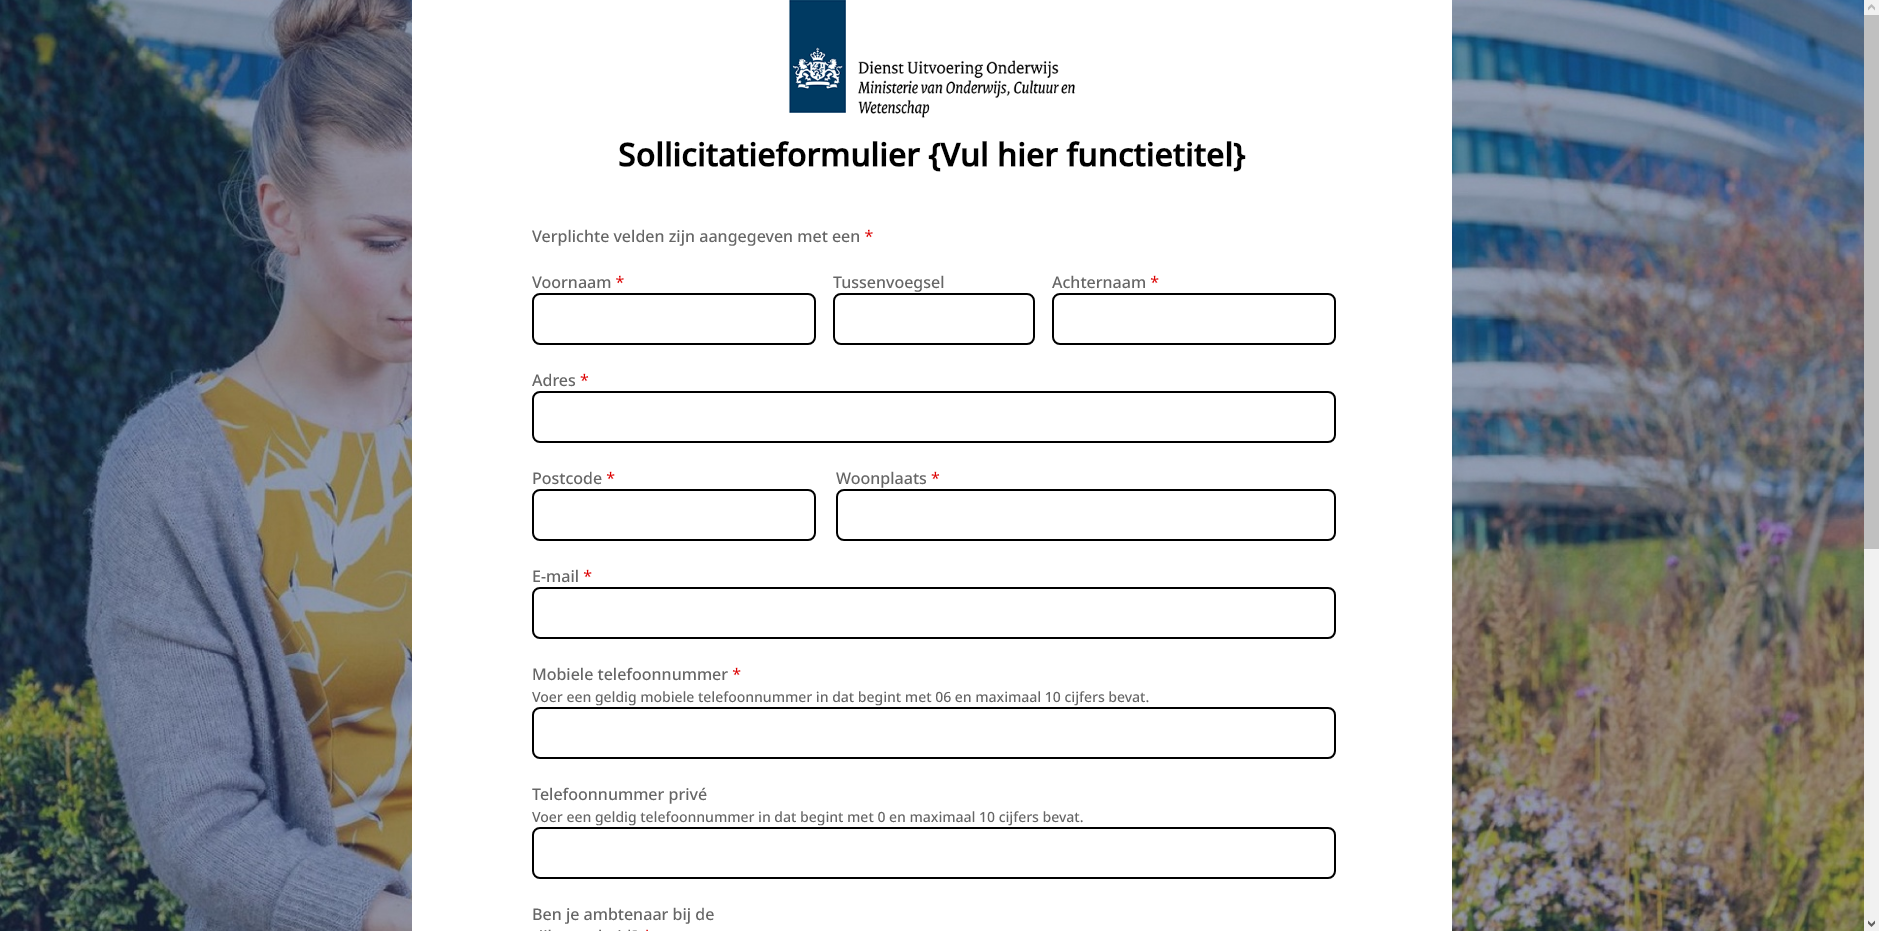 Dienst Uitvoering Onderwijs
Ministerie van Onderwijs, Cultuur en
Wetenschap
Sollicitatieformulier {Vul hier functietitel}
Verplichte velden zijn aangegeven met een *
Voornaam * Tussenvoegsel Achternaam *
Adres *
Postcode * Woonplaats *
E-mail *
Mobiele telefoonnummer *
Voer een geldig mobiele telefoonnummer in dat begint met 06 en maximaal 10 cijfers bevat.
Telefoonnummer privé
Voer een geldig telefoonnummer in dat begint met 0 en maximaal 10 cijfers bevat.
Ben je ambtenaar bij de